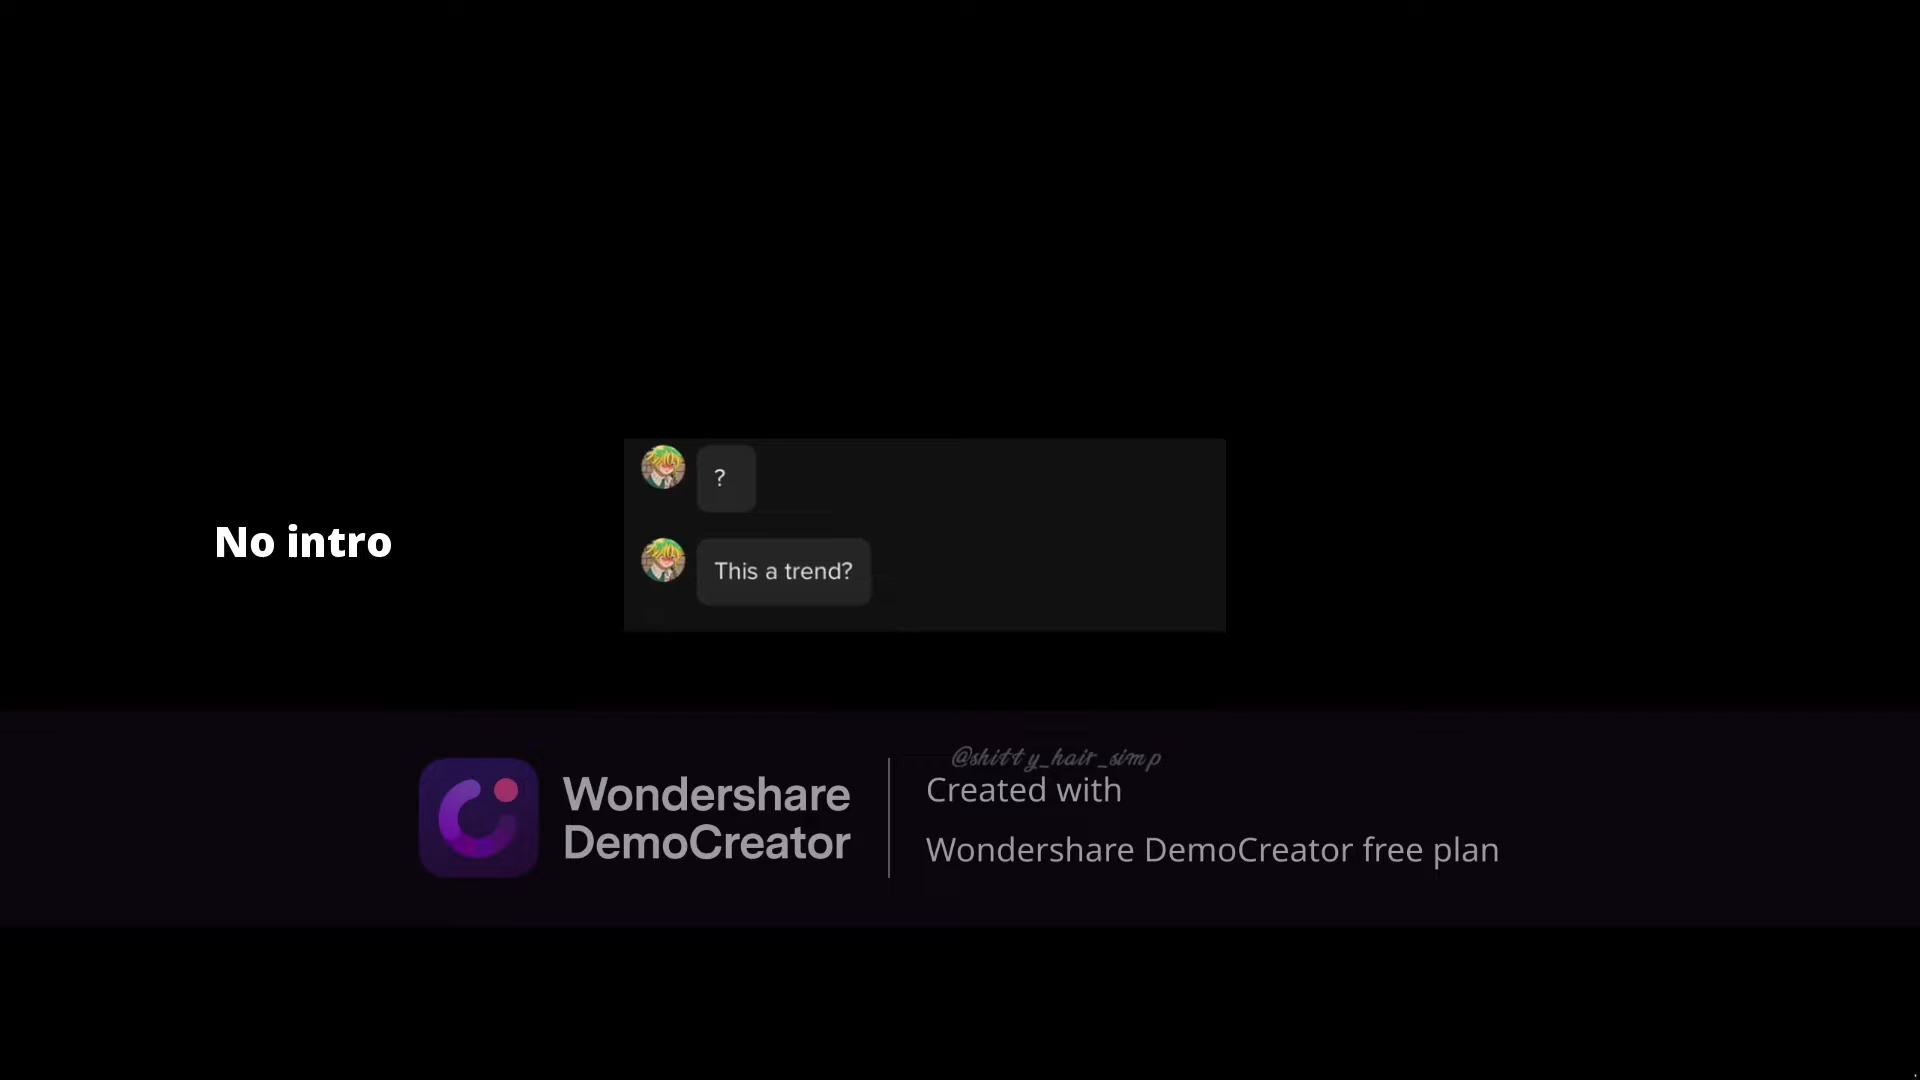 ?
No intro
This a trend?
@shitty_hair_simp
Wondershare
DemoCreator
Created with
Wondershare DemoCreator free plan